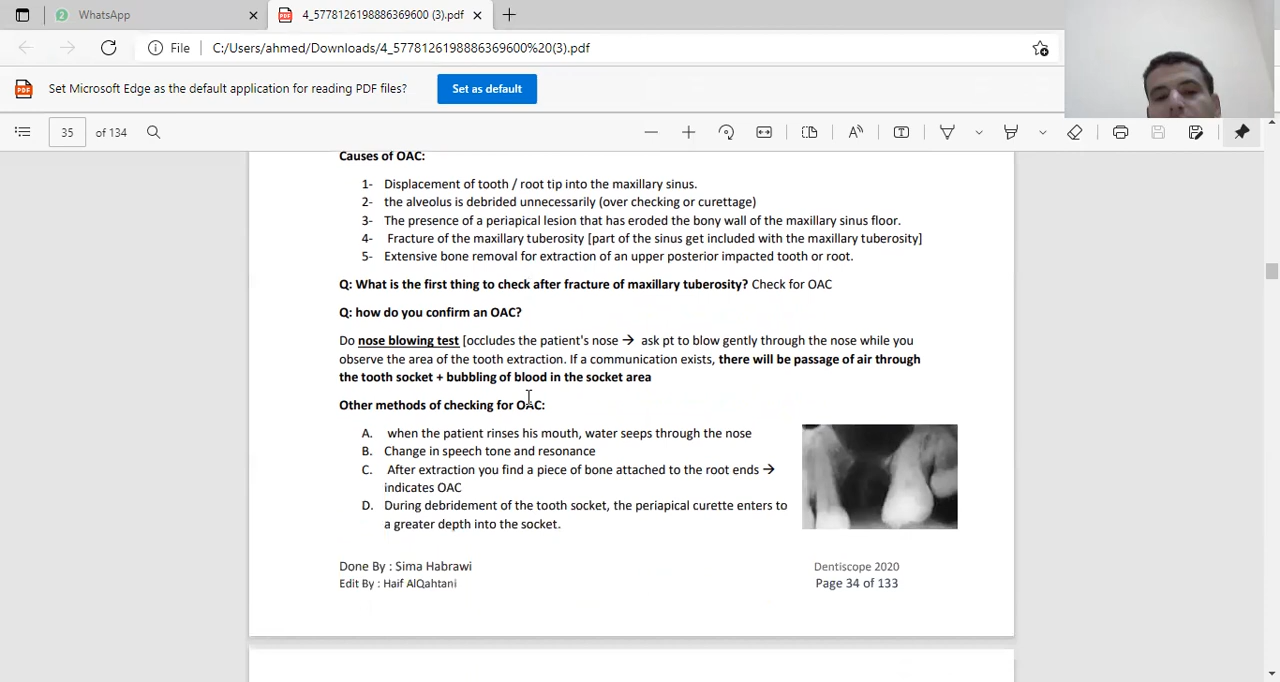 2 WhatsApp
4_5778126198886369600 (3).pdf
File C:/Users/ahmed/Downloads/4_5778126198886369600%20(3).pdf
PDF Set Microsoft Edge as the default application for reading PDF files? Set as default
35 of 134
Causes of OAC:
1- Displacement of tooth / root tip into the maxillary sinus.
2- the alveolus is debrided unnecessarily (over checking or curettage)
3- The presence of a periapical lesion that has eroded the bony wall of the maxillary sinus floor.
4- Fracture of the maxillary tuberosity [part of the sinus get included with the maxillary tuberosity]
5- Extensive bone removal for extraction of an upper posterior impacted tooth or root.
Q: What is the first thing to check after fracture of maxillary tuberosity? Check for OAC
Q: how do you confirm an OAC?
Do nose blowing test [occludes the patient's nose → ask pt to blow gently through the nose while you
observe the area of the tooth extraction. If a communication exists, there will be passage of air through
the tooth socket + bubbling of blood in the socket area
Other methods of checking for OAC:
A. when the patient rinses his mouth, water seeps through the nose
B. Change in speech tone and resonance
C. After extraction you find a piece of bone attached to the root ends →
indicates OAC
D. During debridement of the tooth socket, the periapical curette enters to
a greater depth into the socket.
Done By : Sima Habrawi
Edit By : Haif AlQahtani
Dentiscope 2020
Page 34 of 133